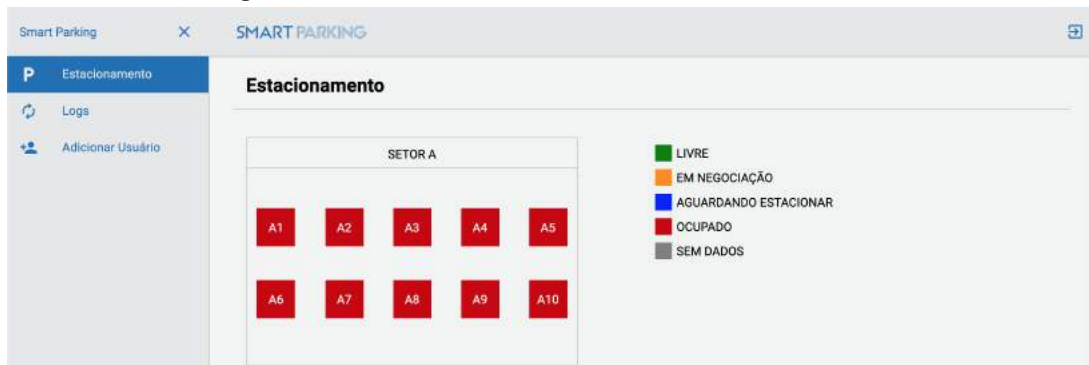 Smart Parking
SMART PARKING
P Estacionamento
Logs
Adicionar Usuário
Estacionamento
SETOR A
A1 A2 A3 A4 A5
A6 A7 A8 A9 A10
LIVRE
EM NEGOCIAÇÃO
AGUARDANDO ESTACIONAR
OCUPADO
SEM DADOS